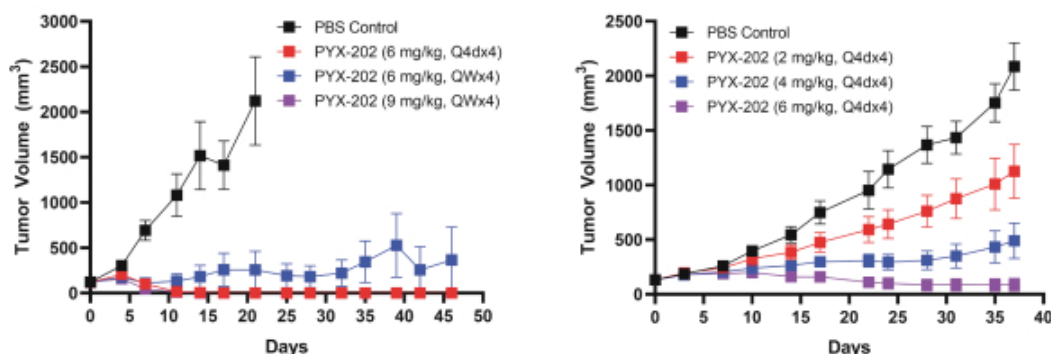 3000
2500
2000
1500
1000
500
0
Tumor Volume (mm³)
PBS Control
PYX-202 (6 mg/kg, Q4dx4)
PYX-202 (6 mg/kg, QWx4)
PYX-202 (9 mg/kg, QWx4)
0 5 10 15 20 25 30 35 40 45 50
Days
2500
2000
1500
1000
500
0
Tumor Volume (mm³)
PBS Control
PYX-202 (2 mg/kg, Q4dx4)
PYX-202 (4 mg/kg, Q4dx4)
PYX-202 (6 mg/kg, Q4dx4)
0 5 10 15 20 25 30 35 40
Days